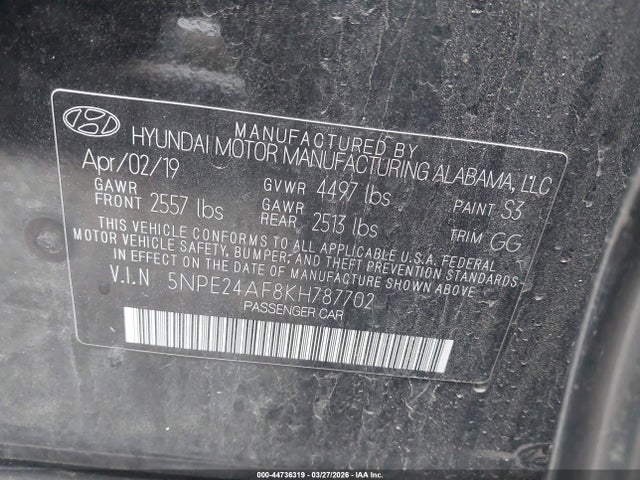 MANUFACTURED BY
HYUNDAI MOTOR MANUFACTURING ALABAMA, LLC
Apr/02/19
GAWR FRONT 2557 lbs
GVWR 4497 lbs
GAWR REAR 2513 lbs
PAINT S3
TRIM GG
THIS VEHICLE CONFORMS TO ALL APPLICABLE U.S.A. FEDERAL
MOTOR VEHICLE SAFETY, BUMPER, AND THEFT PREVENTION STANDARDS
IN EFFECT ON THE DATE OF MANUFACTURE SHOWN ABOVE
V.I.N. 5NPE24AF8KH787702
PASSENGER CAR
000-44736319 - 03/27/2026 - IAA Inc.